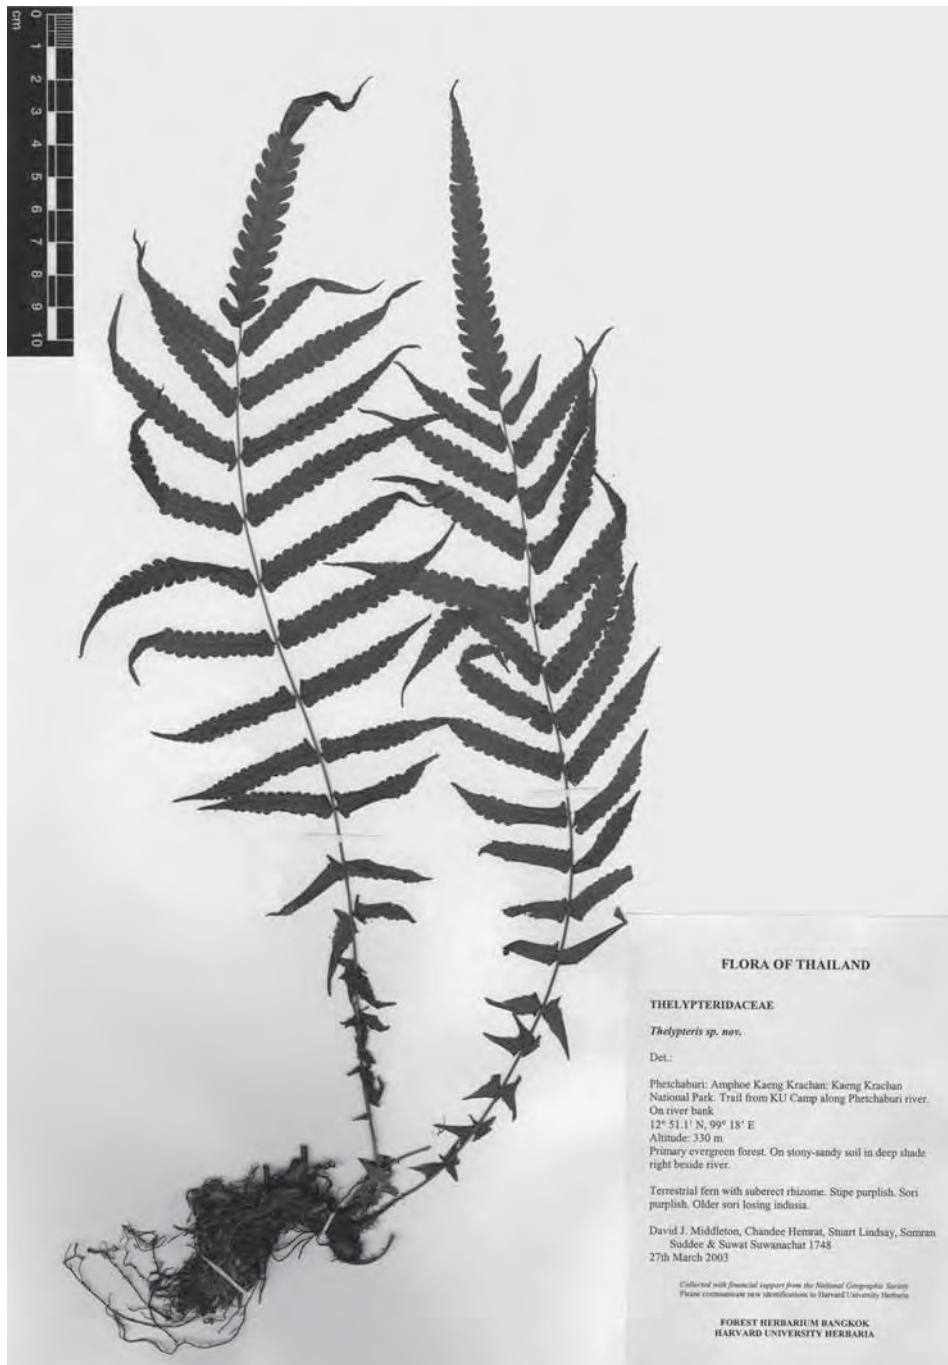 cm
0
1
2
3
4
5
6
7
8
9
10
FLORA OF THAILAND
THELYPTERIDACEAE
Thelypteris sp. nov.
Det.:
Phetchaburi: Amphoe Kaeng Krachan: Kaeng Krachan
National Park. Trail from KU Camp along Phetchaburi river.
On river bank
12° 51.1' N, 99° 18' E
Altitude: 330 m
Primary evergreen forest. On stony-sandy soil in deep shade
right beside river.
Terrestrial fern with suberect rhizome. Stipe purplish. Sori
purplish. Older sori losing indusia.
David J. Middleton, Chandee Hemrat, Stuart Lindsay, Somran
Suddee & Suwat Suwanachat 1748
27th March 2003
Collected with financial support from the National Geographic Society
Please communicate new identifications to Harvard University Herbaria
FOREST HERBARIUM BANGKOK
HARVARD UNIVERSITY HERBARIA